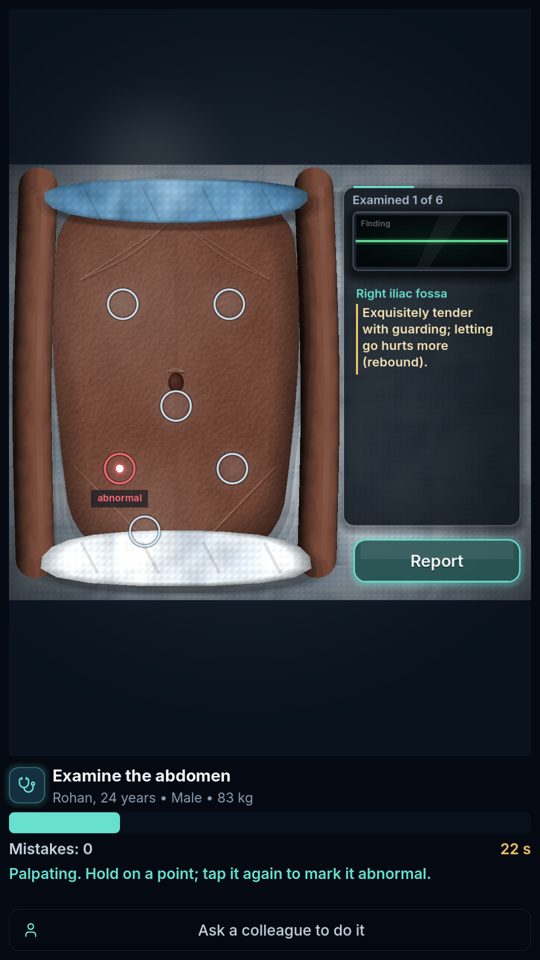 Examined 1 of 6
Finding
Right iliac fossa
Exquisitely tender
with guarding; letting
go hurts more
(rebound).
abnormal
Report
Examine the abdomen
Rohan, 24 years • Male • 83 kg
Mistakes: 0
22 s
Palpating. Hold on a point; tap it again to mark it abnormal.
Ask a colleague to do it